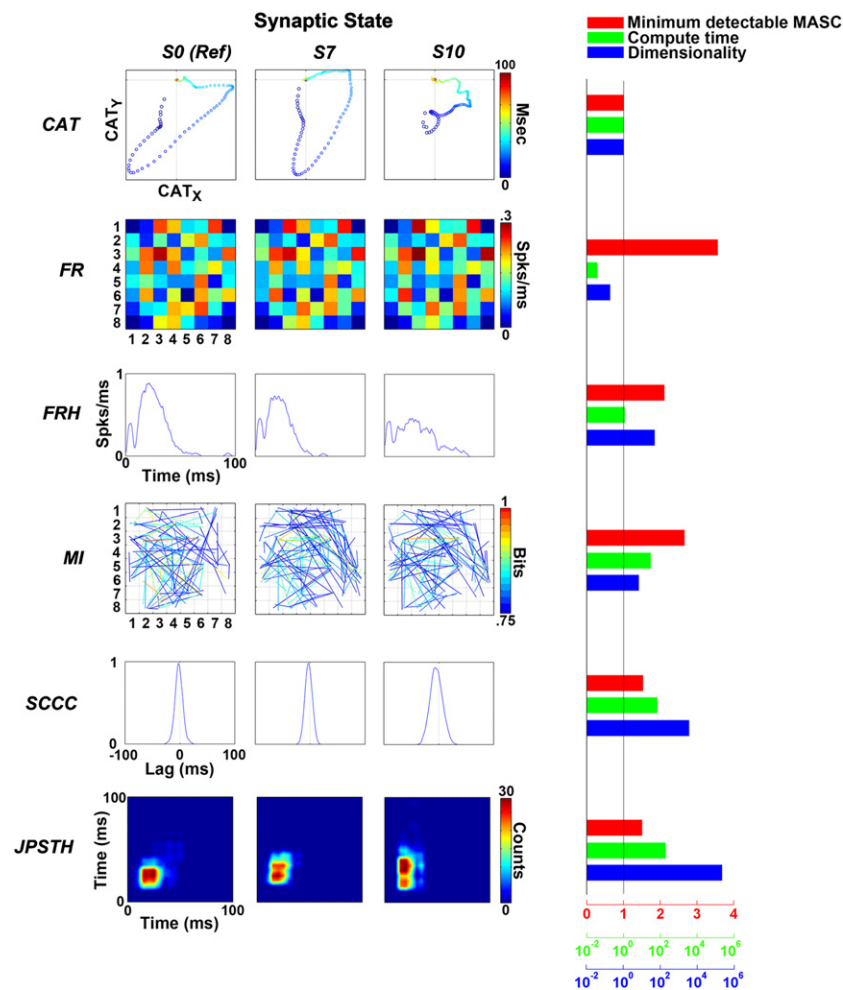 Synaptic State
S0 (Ref) S7 S10
Minimum detectable MASC
Compute time
Dimensionality
CAT
CATY
CATX
100
Msec
0
FR
1
2
3
4
5
6
7
8
1 2 3 4 5 6 7 8
.3
Spks/ms
0
FRH
1
Spks/ms
0
0 100
Time (ms)
MI
1
2
3
4
5
6
7
8
1 2 3 4 5 6 7 8
1
Bits
.75
SCCC
1
0
-100 0 100
Lag (ms)
JPSTH
100
Time (ms)
0
0 100
Time (ms)
30
Counts
0
0 1 2 3 4
10-2 100 102 104 106
10-2 100 102 104 106